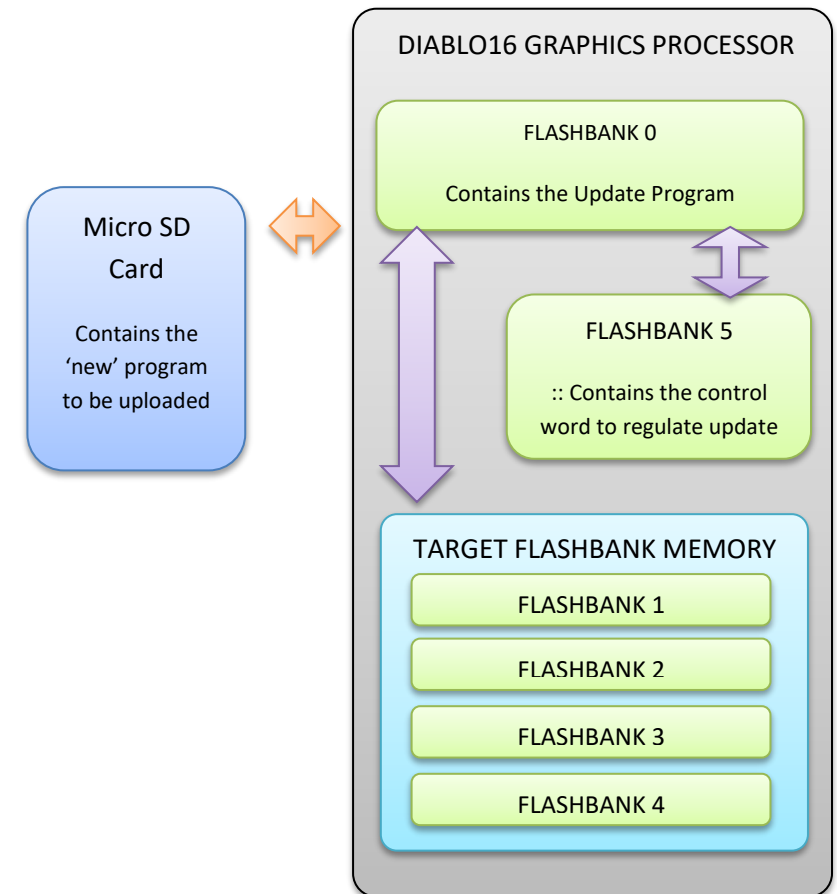 DIABLO16 GRAPHICS PROCESSOR
FLASHBANK 0
Contains the Update Program
Micro SD
Card
Contains the
‘new’ program
to be uploaded
FLASHBANK 5
:: Contains the control
word to regulate update
TARGET FLASHBANK MEMORY
FLASHBANK 1
FLASHBANK 2
FLASHBANK 3
FLASHBANK 4